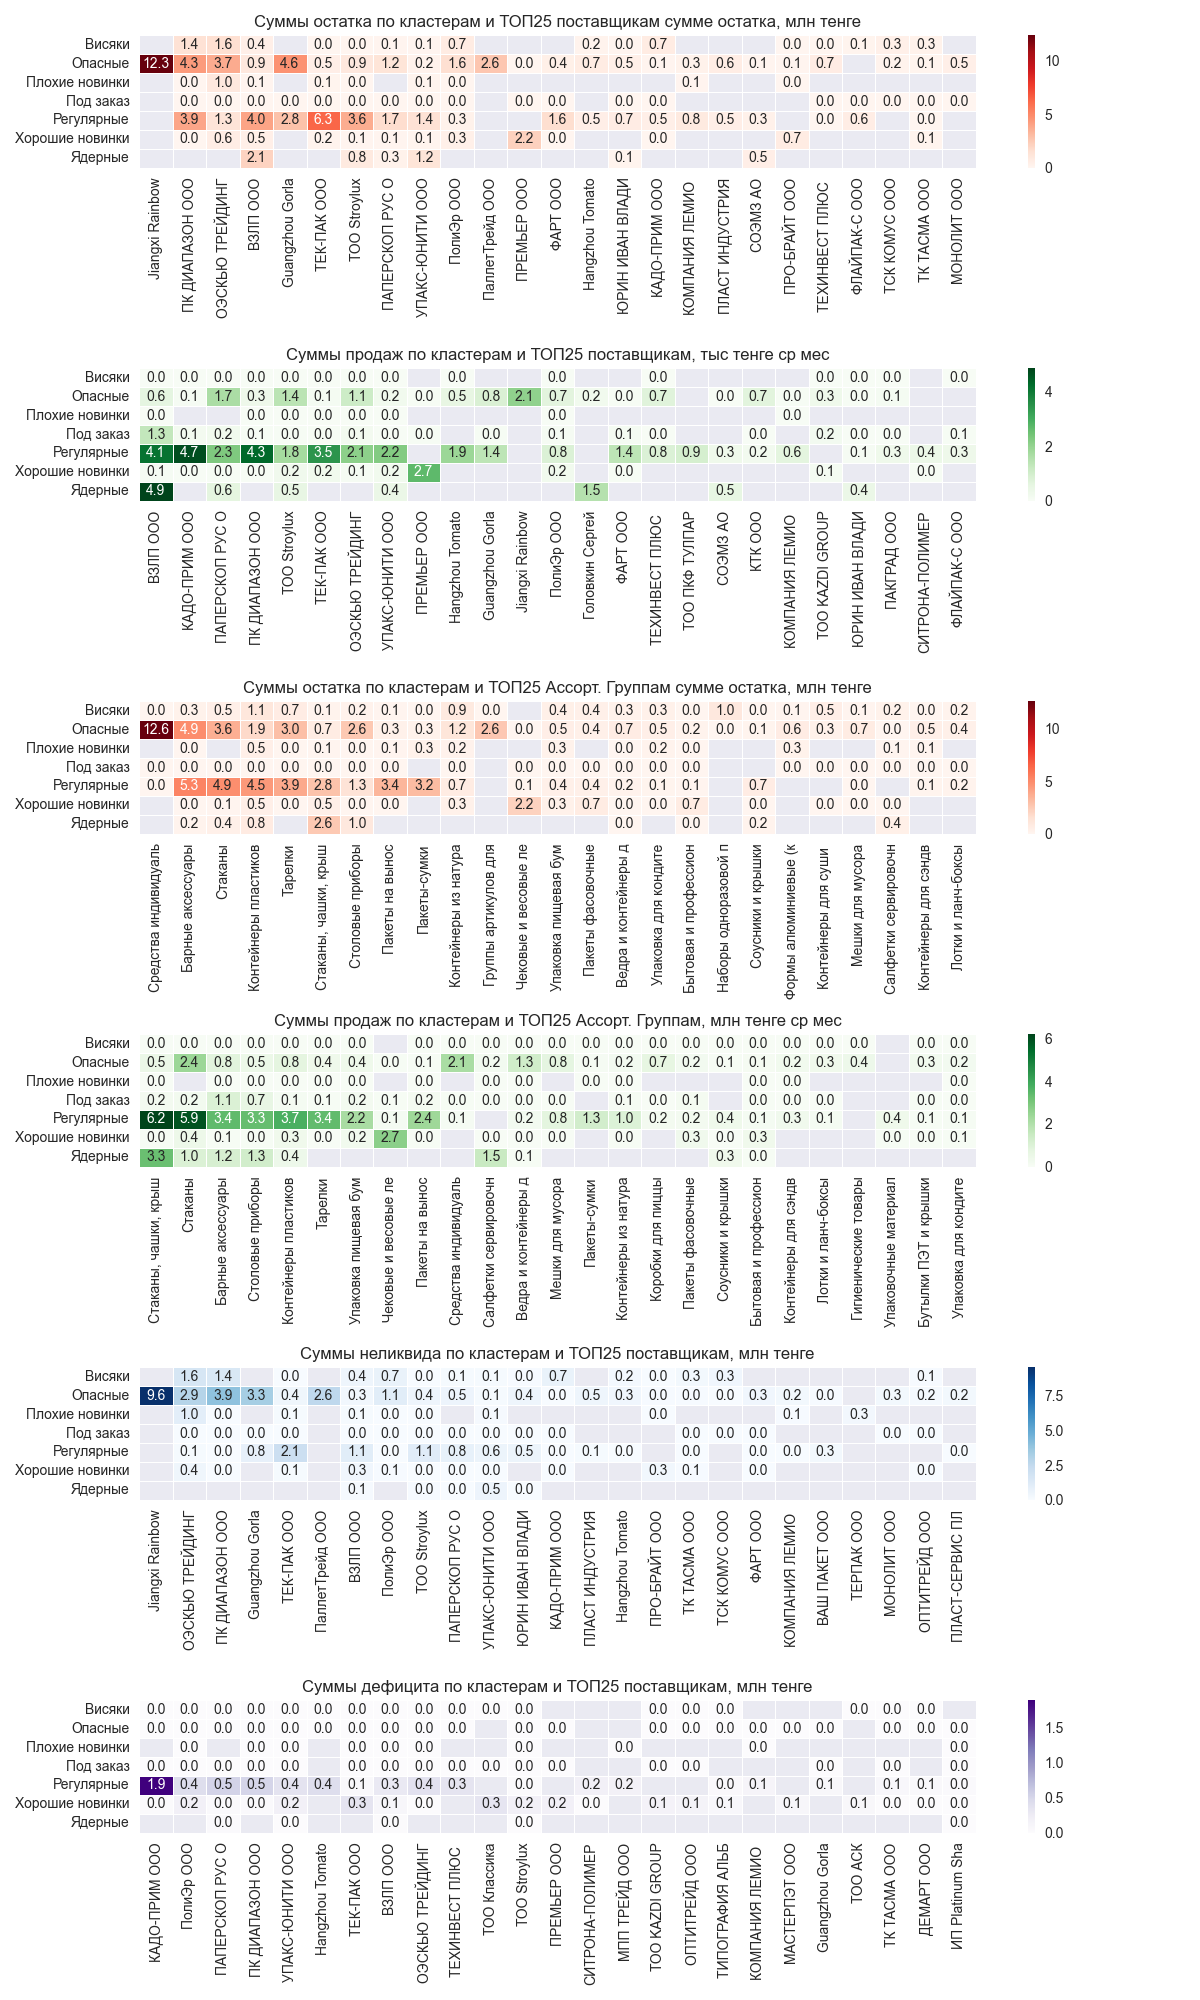 Суммы остатка по кластерам и ТОП25 поставщикам сумме остатка, млн тенге
Висяки 1.4 1.6 0.4 0.0 0.0 0.1 0.1 0.7 0.2 0.0 0.7 0.0 0.0 0.1 0.3 0.3
Опасные 12.3 4.3 3.7 0.9 4.6 0.5 0.9 1.2 0.2 1.6 2.6 0.0 0.4 0.7 0.5 0.1 0.3 0.6 0.1 0.1 0.7 0.2 0.1 0.5
Плохие новинки 0.0 1.0 0.1 0.1 0.0 0.1 0.0 0.1 0.0
Под заказ 0.0 0.0 0.0 0.0 0.0 0.0 0.0 0.0 0.0 0.0 0.0 0.0 0.0 0.0 0.0 0.0 0.0 0.0
Регулярные 3.9 1.3 4.0 2.8 6.3 3.6 1.7 1.4 0.3 1.6 0.5 0.7 0.5 0.8 0.5 0.3 0.0 0.6 0.0
Хорошие новинки 0.0 0.6 0.5 0.2 0.1 0.1 0.1 0.3 2.2 0.0 0.0 0.7 0.1
Ядерные 2.1 0.8 0.3 1.2 0.1 0.5
10
5
0
Jiangxi Rainbow
ПК ДИАПАЗОН ООО
ОЭСКЬЮ ТРЕЙДИНГ
ВЗЛП ООО
Guangzhou Gorla
ТЕК-ПАК ООО
ТОО Stroylux
ПАПЕРСКОП РУС О
УПАКС-ЮНИТИ ООО
ПолиЭр ООО
ПаллетТрейд ООО
ПРЕМЬЕР ООО
ФАРТ ООО
Hangzhou Tomato
ЮРИН ИВАН ВЛАДИ
КАДО-ПРИМ ООО
КОМПАНИЯ ЛЕМИО
ПЛАСТ ИНДУСТРИЯ
СОЭМЗ АО
ПРО-БРАЙТ ООО
ТЕХИНВЕСТ ПЛЮС
ФЛАЙПАК-С ООО
ТСК КОМУС ООО
ТК ТАСМА ООО
МОНОЛИТ ООО
Суммы продаж по кластерам и ТОП25 поставщикам, тыс тенге ср мес
Висяки 0.0 0.0 0.0 0.0 0.0 0.0 0.0 0.0 0.0 0.0 0.0 0.0 0.0 0.0 0.0
Опасные 0.6 0.1 1.7 0.3 1.4 0.1 1.1 0.2 0.0 0.5 0.8 2.1 0.7 0.2 0.0 0.7 0.0 0.7 0.0 0.3 0.0 0.1
Плохие новинки 0.0 0.0 0.0 0.0 0.0 0.0 0.0 0.0
Под заказ 1.3 0.1 0.2 0.1 0.0 0.0 0.1 0.0 0.0 0.0 0.1 0.1 0.0 0.0 0.2 0.0 0.0 0.1
Регулярные 4.1 4.7 2.3 4.3 1.8 3.5 2.1 2.2 1.9 1.4 0.8 1.4 0.8 0.9 0.3 0.2 0.6 0.1 0.3 0.4 0.3
Хорошие новинки 0.1 0.0 0.0 0.0 0.2 0.2 0.1 0.2 2.7 0.2 0.0 0.1 0.0
Ядерные 4.9 0.6 0.5 0.4 1.5 0.5 0.4
4
2
0
ВЗЛП ООО
КАДО-ПРИМ ООО
ПАПЕРСКОП РУС О
ПК ДИАПАЗОН ООО
ТОО Stroylux
ТЕК-ПАК ООО
ОЭСКЬЮ ТРЕЙДИНГ
УПАКС-ЮНИТИ ООО
ПРЕМЬЕР ООО
Hangzhou Tomato
Guangzhou Gorla
Jiangxi Rainbow
ПолиЭр ООО
Головкин Сергей
ФАРТ ООО
ТЕХИНВЕСТ ПЛЮС
ТОО ПКФ ТУЛПАР
СОЭМЗ АО
КТК ООО
КОМПАНИЯ ЛЕМИО
ТОО KAZDI GROUP
ЮРИН ИВАН ВЛАДИ
ПАКГРАД ООО
СИТРОНА-ПОЛИМЕР
ФЛАЙПАК-С ООО
Суммы остатка по кластерам и ТОП25 Ассорт. Группам сумме остатка, млн тенге
Висяки 0.0 0.3 0.5 1.1 0.7 0.1 0.2 0.1 0.0 0.9 0.0 0.4 0.4 0.3 0.3 0.0 1.0 0.0 0.1 0.5 0.1 0.2 0.0 0.2
Опасные 12.6 4.9 3.6 1.9 3.0 0.7 2.6 0.3 0.3 1.2 2.6 0.0 0.5 0.4 0.7 0.5 0.2 0.0 0.1 0.6 0.3 0.7 0.0 0.5 0.4
Плохие новинки 0.0 0.5 0.0 0.1 0.0 0.1 0.3 0.2 0.3 0.0 0.2 0.0 0.3 0.1 0.1
Под заказ 0.0 0.0 0.0 0.0 0.0 0.0 0.0 0.0 0.0 0.0 0.0 0.0 0.0 0.0 0.0 0.0 0.0 0.0 0.0 0.0 0.0 0.0
Регулярные 0.0 5.3 4.9 4.5 3.9 2.8 1.3 3.4 3.2 0.7 0.1 0.4 0.4 0.2 0.1 0.1 0.7 0.0 0.1 0.2
Хорошие новинки 0.0 0.1 0.5 0.0 0.5 0.0 0.0 0.3 2.2 0.3 0.7 0.0 0.0 0.7 0.0 0.0 0.0 0.0
Ядерные 0.2 0.4 0.8 2.6 1.0 0.0 0.0 0.2 0.4
10
5
0
Средства индивидуаль
Барные аксессуары
Стаканы
Контейнеры пластиков
Тарелки
Стаканы, чашки, крыш
Столовые приборы
Пакеты на вынос
Пакеты-сумки
Контейнеры из натура
Группы артикулов для
Чековые и весовые ле
Упаковка пищевая бум
Пакеты фасовочные
Ведра и контейнеры д
Упаковка для кондите
Бытовая и профессион
Наборы одноразовой п
Соусники и крышки
Формы алюминиевые (к
Контейнеры для суши
Мешки для мусора
Салфетки сервировочн
Контейнеры для сэндв
Лотки и ланч-боксы
Суммы продаж по кластерам и ТОП25 Ассорт. Группам, млн тенге ср мес
Висяки 0.0 0.0 0.0 0.0 0.0 0.0 0.0 0.0 0.0 0.0 0.0 0.0 0.0 0.0 0.0 0.0 0.0 0.0 0.0 0.0 0.0 0.0 0.0 0.0
Опасные 0.5 2.4 0.8 0.5 0.8 0.4 0.4 0.0 0.1 2.1 0.2 1.3 0.8 0.1 0.2 0.7 0.2 0.1 0.1 0.2 0.3 0.4 0.3 0.2
Плохие новинки 0.0 0.0 0.0 0.0 0.0 0.0 0.0 0.0 0.0 0.0 0.0 0.0 0.0 0.0
Под заказ 0.2 0.2 1.1 0.7 0.1 0.1 0.2 0.1 0.2 0.0 0.0 0.0 0.0 0.1 0.0 0.1 0.0 0.0 0.0 0.0 0.0 0.0
Регулярные 6.2 5.9 3.4 3.3 3.7 3.4 2.2 0.1 2.4 0.1 0.2 0.8 1.3 1.0 0.2 0.2 0.4 0.1 0.3 0.1 0.4 0.1 0.1
Хорошие новинки 0.0 0.4 0.1 0.0 0.3 0.0 0.2 2.7 0.0 0.0 0.0 0.0 0.0 0.3 0.0 0.3 0.0 0.0 0.1
Ядерные 3.3 1.0 1.2 1.3 0.4 1.5 0.1 0.3 0.0
6
4
2
0
Стаканы, чашки, крыш
Стаканы
Барные аксессуары
Столовые приборы
Контейнеры пластиков
Тарелки
Упаковка пищевая бум
Чековые и весовые ле
Пакеты на вынос
Средства индивидуаль
Салфетки сервировочн
Ведра и контейнеры д
Мешки для мусора
Пакеты-сумки
Контейнеры из натура
Коробки для пиццы
Пакеты фасовочные
Соусники и крышки
Бытовая и профессион
Контейнеры для сэндв
Лотки и ланч-боксы
Гигиенические товары
Упаковочные материал
Бутылки ПЭТ и крышки
Упаковка для кондите
Суммы неликвида по кластерам и ТОП25 поставщикам, млн тенге
Висяки 1.6 1.4 0.0 0.4 0.7 0.0 0.1 0.1 0.0 0.7 0.2 0.0 0.3 0.3 0.1
Опасные 9.6 2.9 3.9 3.3 0.4 2.6 0.3 1.1 0.4 0.5 0.1 0.4 0.0 0.5 0.3 0.0 0.0 0.0 0.3 0.2 0.0 0.3 0.2 0.2
Плохие новинки 1.0 0.0 0.1 0.1 0.0 0.0 0.1 0.0 0.1 0.3
Под заказ 0.0 0.0 0.0 0.0 0.0 0.0 0.0 0.0 0.0 0.0 0.0 0.0 0.0 0.0 0.0 0.0 0.0
Регулярные 0.1 0.0 0.8 2.1 1.1 0.0 1.1 0.8 0.6 0.5 0.0 0.1 0.0 0.0 0.0 0.0 0.3 0.0
Хорошие новинки 0.4 0.0 0.1 0.3 0.1 0.0 0.0 0.0 0.0 0.3 0.1 0.0 0.0
Ядерные 0.1 0.0 0.0 0.5 0.0
7.5
5.0
2.5
0.0
Jiangxi Rainbow
ОЭСКЬЮ ТРЕЙДИНГ
ПК ДИАПАЗОН ООО
Guangzhou Gorla
ТЕК-ПАК ООО
ПаллетТрейд ООО
ВЗЛП ООО
ПолиЭр ООО
ТОО Stroylux
ПАПЕРСКОП РУС О
УПАКС-ЮНИТИ ООО
ЮРИН ИВАН ВЛАДИ
КАДО-ПРИМ ООО
ПЛАСТ ИНДУСТРИЯ
Hangzhou Tomato
ПРО-БРАЙТ ООО
ТК ТАСМА ООО
ТСК КОМУС ООО
ФАРТ ООО
КОМПАНИЯ ЛЕМИО
ВАШ ПАКЕТ ООО
ТЕРПАК ООО
МОНОЛИТ ООО
ОПТИТРЕЙД ООО
ПЛАСТ-СЕРВИС ПЛ
Суммы дефицита по кластерам и ТОП25 поставщикам, млн тенге
Висяки 0.0 0.0 0.0 0.0 0.0 0.0 0.0 0.0 0.0 0.0 0.0 0.0 0.0 0.0 0.0 0.0 0.0 0.0
Опасные 0.0 0.0 0.0 0.0 0.0 0.0 0.0 0.0 0.0 0.0 0.0 0.0 0.0 0.0 0.0 0.0 0.0 0.0 0.0 0.0 0.0
Плохие новинки 0.0 0.0 0.0 0.0 0.0 0.0 0.0 0.0 0.0
Под заказ 0.0 0.0 0.0 0.0 0.0 0.0 0.0 0.0 0.0 0.0 0.0 0.0 0.0 0.0 0.0 0.0 0.0 0.0
Регулярные 1.9 0.4 0.5 0.5 0.4 0.4 0.1 0.3 0.4 0.3 0.0 0.2 0.2 0.0 0.1 0.1 0.1 0.1 0.0
Хорошие новинки 0.0 0.2 0.0 0.0 0.2 0.3 0.1 0.0 0.3 0.2 0.2 0.0 0.1 0.1 0.1 0.1 0.1 0.0 0.0 0.0
Ядерные 0.0 0.0 0.0 0.0 0.0
1.5
1.0
0.5
0.0
КАДО-ПРИМ ООО
ПолиЭр ООО
ПАПЕРСКОП РУС О
ПК ДИАПАЗОН ООО
УПАКС-ЮНИТИ ООО
Hangzhou Tomato
ТЕК-ПАК ООО
ВЗЛП ООО
ОЭСКЬЮ ТРЕЙДИНГ
ТЕХИНВЕСТ ПЛЮС
ТОО Классика
ТОО Stroylux
ПРЕМЬЕР ООО
СИТРОНА-ПОЛИМЕР
МПП ТРЕЙД ООО
ТОО KAZDI GROUP
ОПТИТРЕЙД ООО
ТИПОГРАФИЯ АЛЬБ
КОМПАНИЯ ЛЕМИО
МАСТЕРПЭТ ООО
Guangzhou Gorla
ТОО АСК
ТК ТАСМА ООО
ДЕМАРТ ООО
ИП Platinum Sha